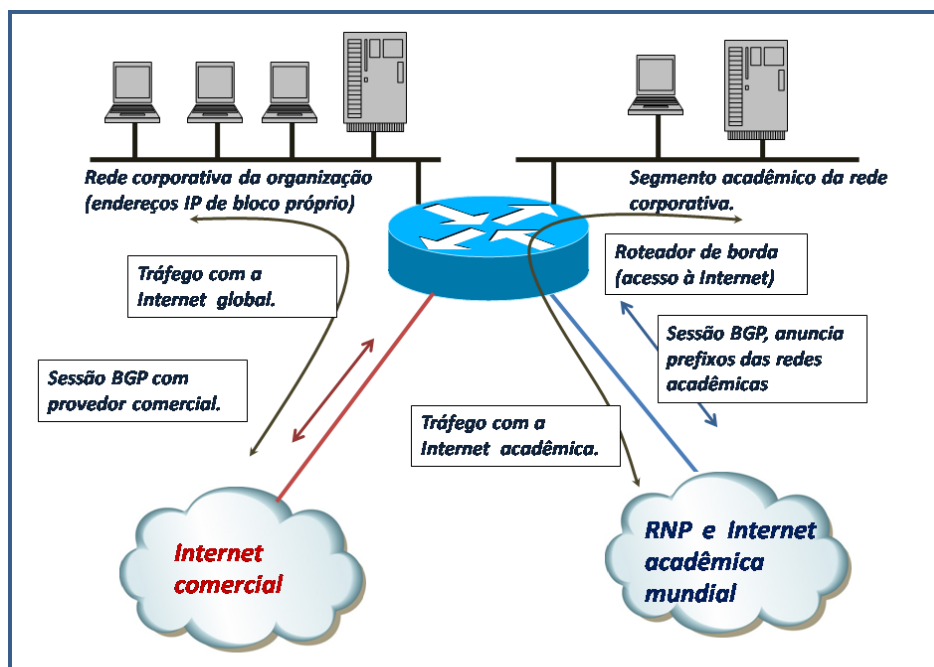 Rede corporativa da organização
(endereços IP de bloco próprio)
Segmento acadêmico da rede
corporativa.
Roteador de borda
(acesso à Internet)
Tráfego com a
Internet global.
Sessão BGP, anuncia
prefixos das redes
acadêmicas
Sessão BGP com
provedor comercial.
Tráfego com a
Internet acadêmica.
Internet
comercial
RNP e Internet
acadêmica
mundial